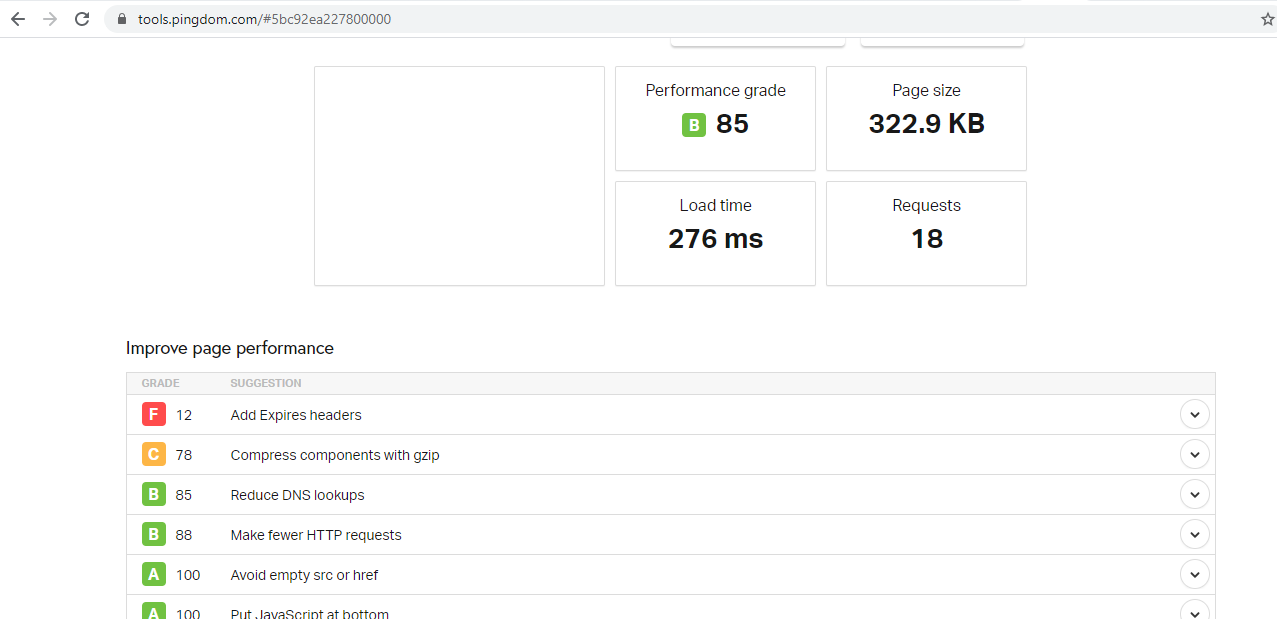 tools.pingdom.com/#5bc92ea227800000
Performance grade
B 85
Page size
322.9 KB
Load time
276 ms
Requests
18
Improve page performance
GRADE SUGGESTION
F 12 Add Expires headers
C 78 Compress components with gzip
B 85 Reduce DNS lookups
B 88 Make fewer HTTP requests
A 100 Avoid empty src or href
A 100 Put JavaScript at bottom